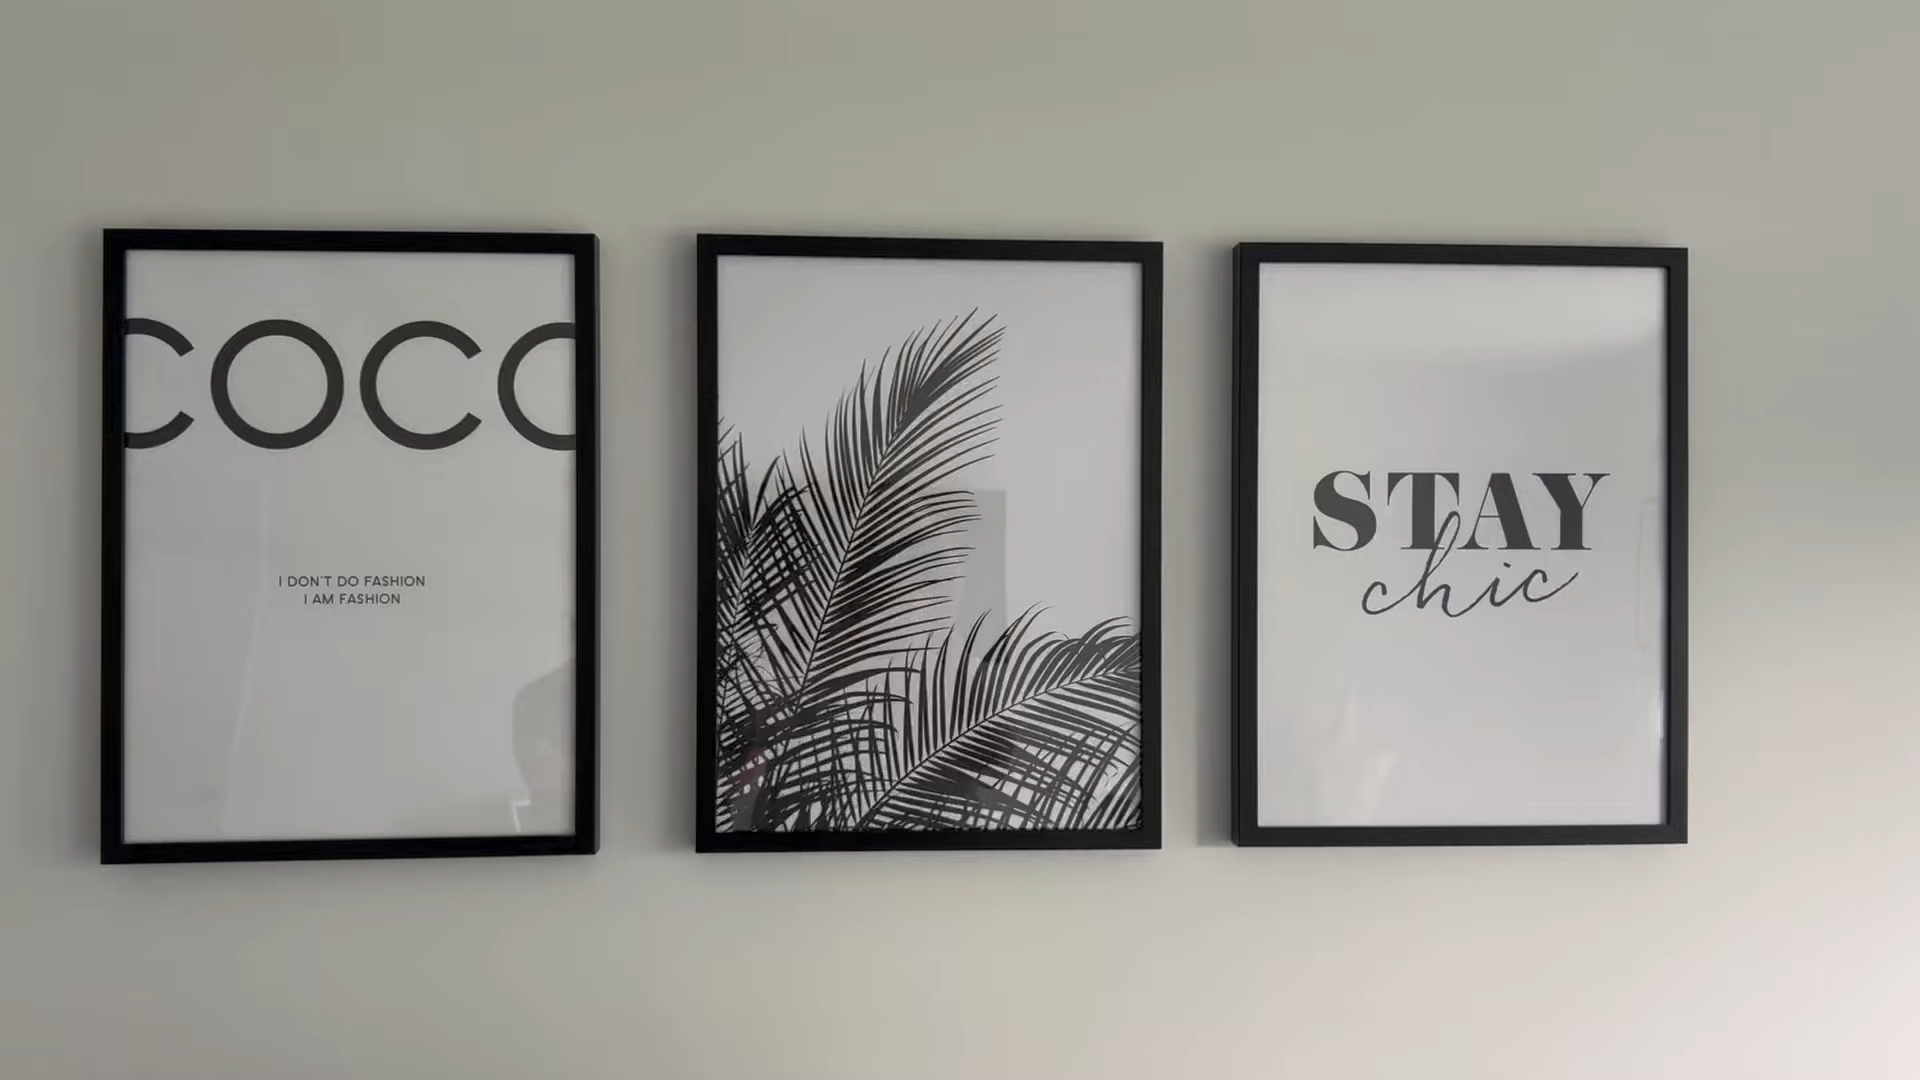 COCO
I DON'T DO FASHION
I AM FASHION
STAY
chic